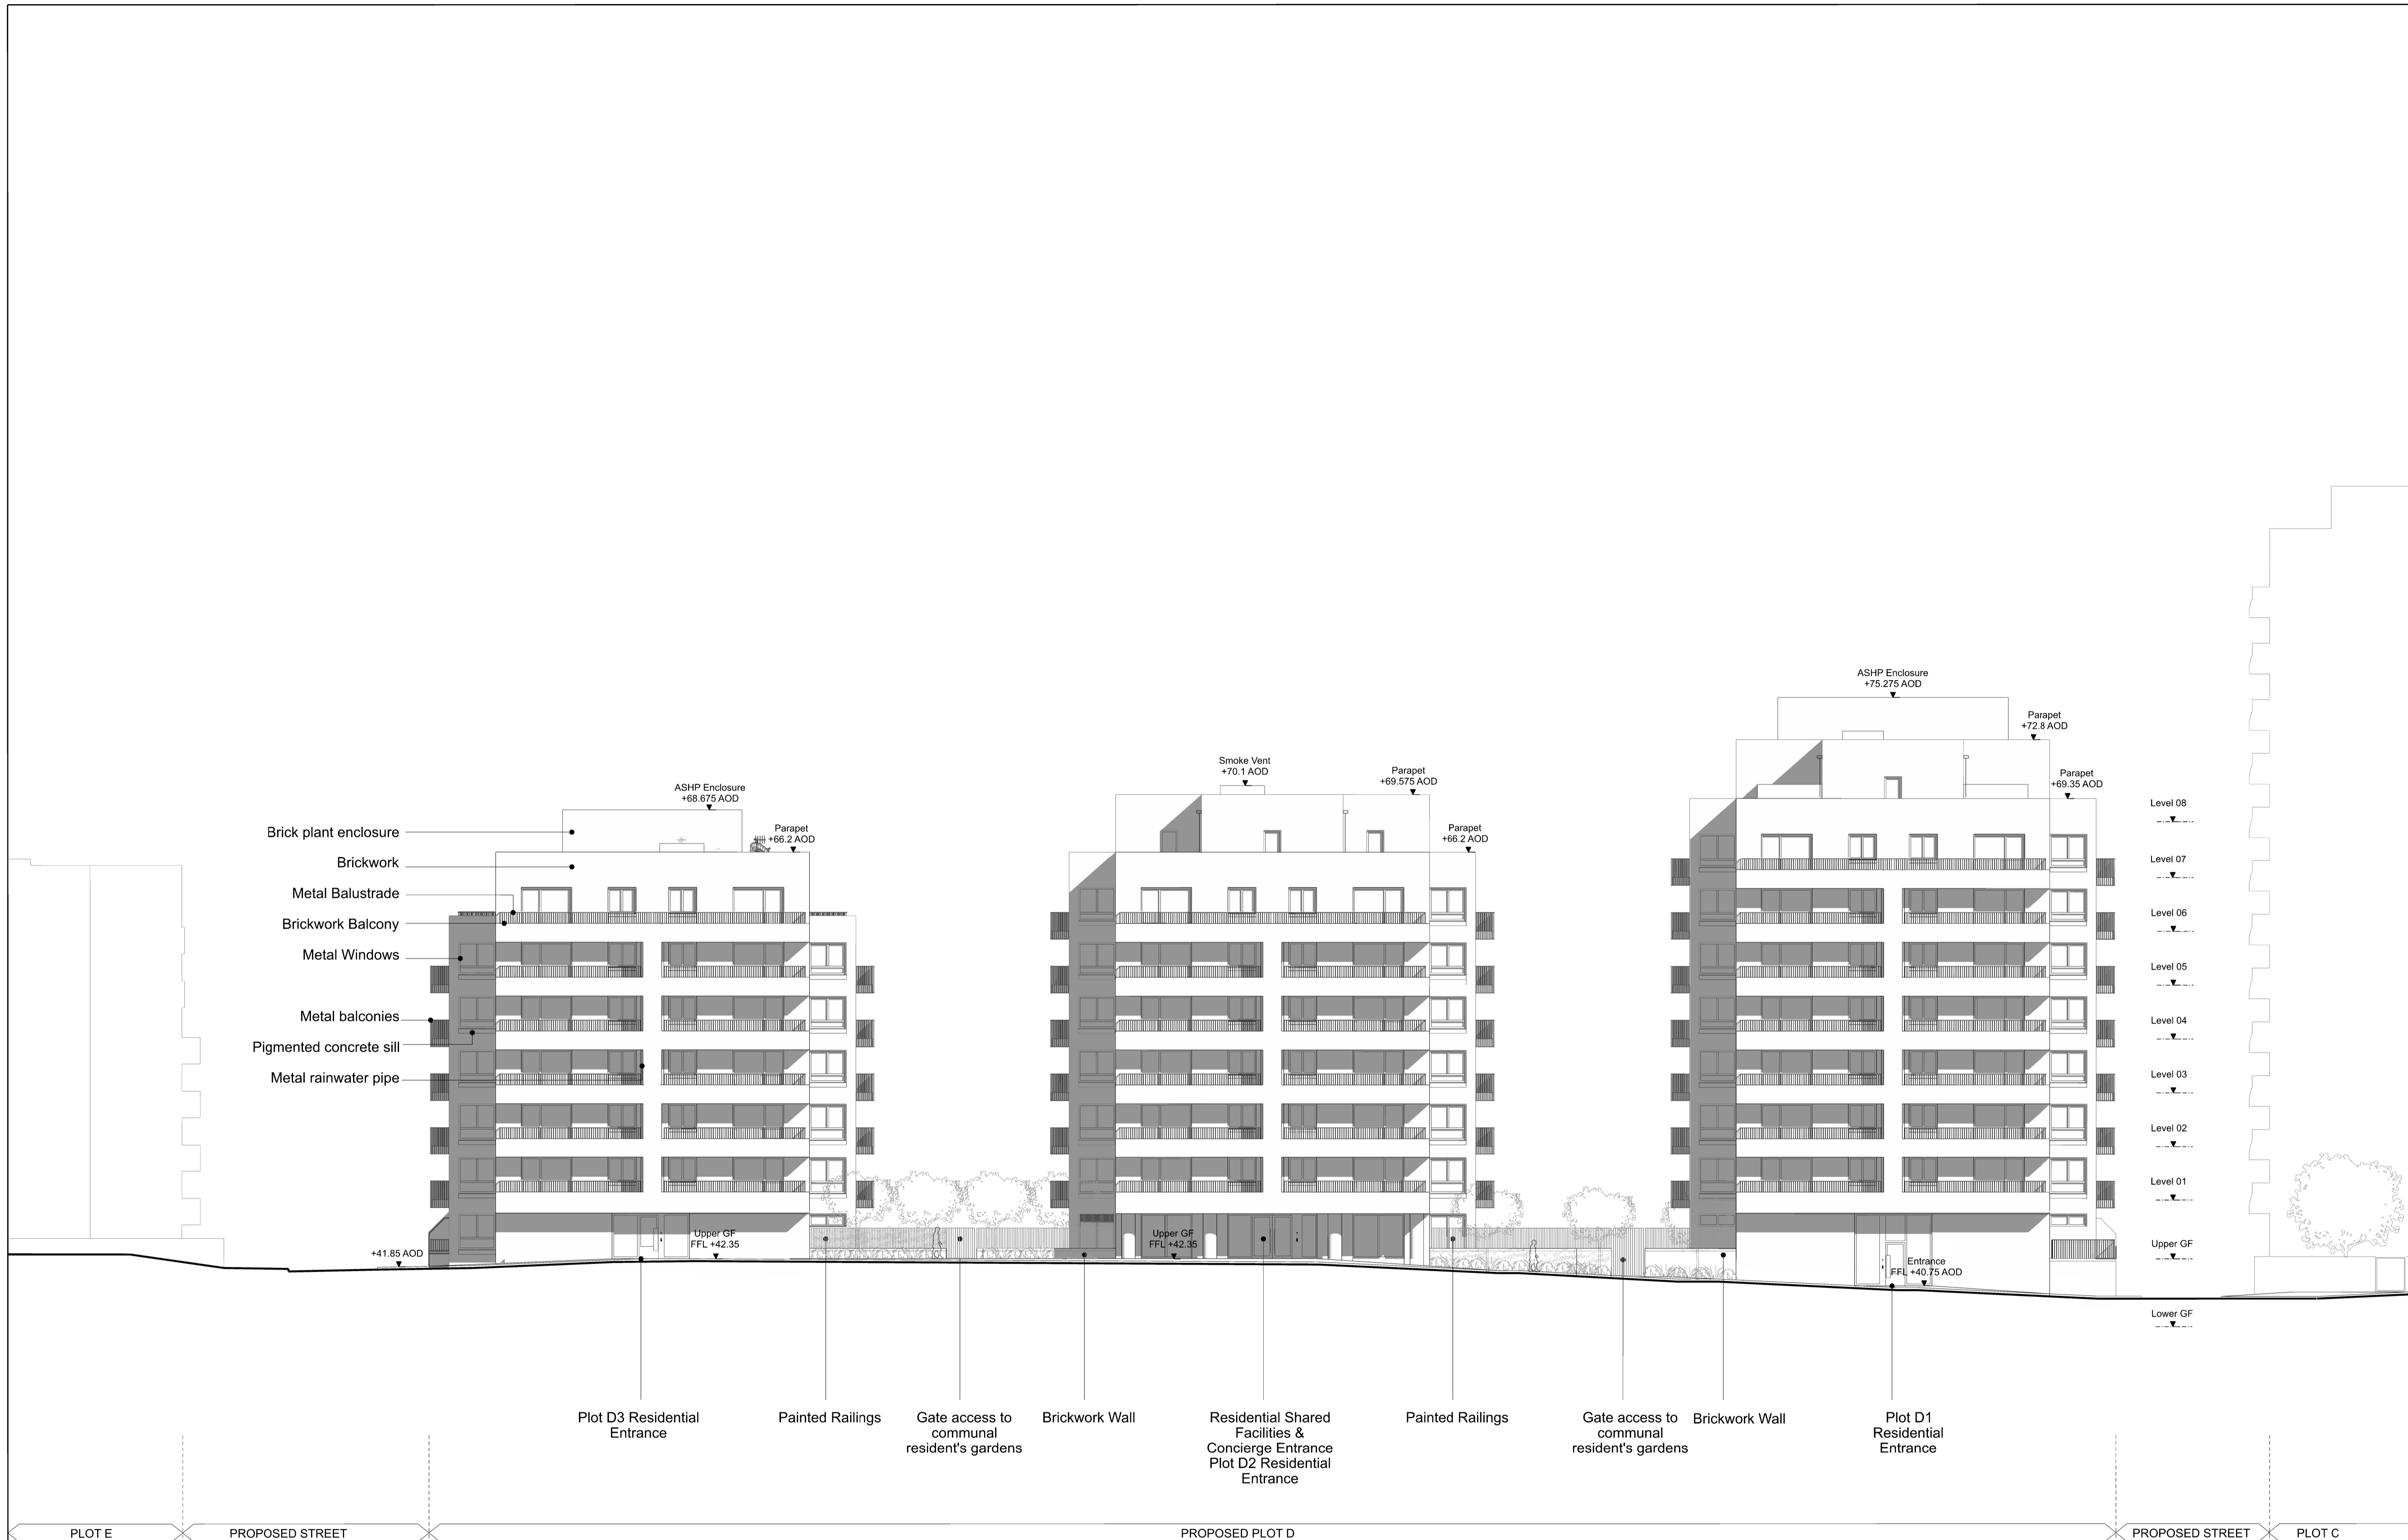 ASHP Enclosure
+75.275 AOD
Parapet
+72.8 AOD
Smoke Vent
+70.1 AOD
Parapet
+69.575 AOD
Parapet
+69.35 AOD
ASHP Enclosure
+68.675 AOD
Parapet
+66.2 AOD
Parapet
+66.2 AOD
Brick plant enclosure
Brickwork
Metal Balustrade
Brickwork Balcony
Metal Windows
Metal balconies
Pigmented concrete sill
Metal rainwater pipe
Level 08
Level 07
Level 06
Level 05
Level 04
Level 03
Level 02
Level 01
Upper GF
Lower GF
+41.85 AOD
Upper GF
FFL +42.35
Upper GF
FFL +42.35
Entrance
FFL +40.75 AOD
Plot D3 Residential
Entrance
Painted Railings
Gate access to
communal
resident's gardens
Brickwork Wall
Residential Shared
Facilities &
Concierge Entrance
Plot D2 Residential
Entrance
Painted Railings
Gate access to
communal
resident's gardens
Brickwork Wall
Plot D1
Residential
Entrance
PLOT E
PROPOSED STREET
PROPOSED PLOT D
PROPOSED STREET
PLOT C